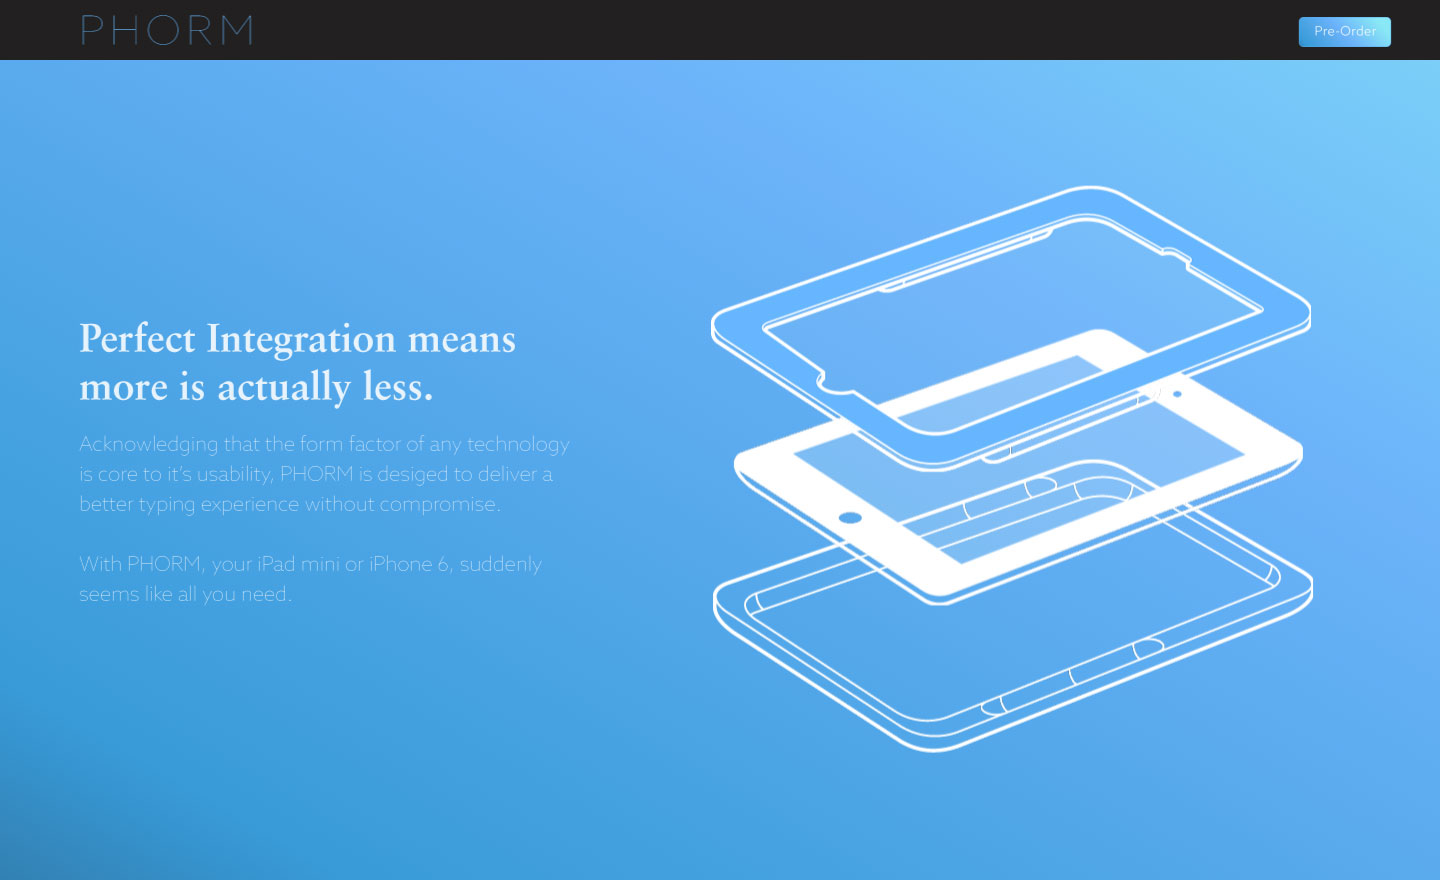 PHORM
Pre-Order
Perfect Integration means
more is actually less.
Acknowledging that the form factor of any technology
is core to it's usability, PHORM is desiged to deliver a
better typing experience without compromise.
With PHORM, your iPad mini or iPhone 6, suddenly
seems like all you need.